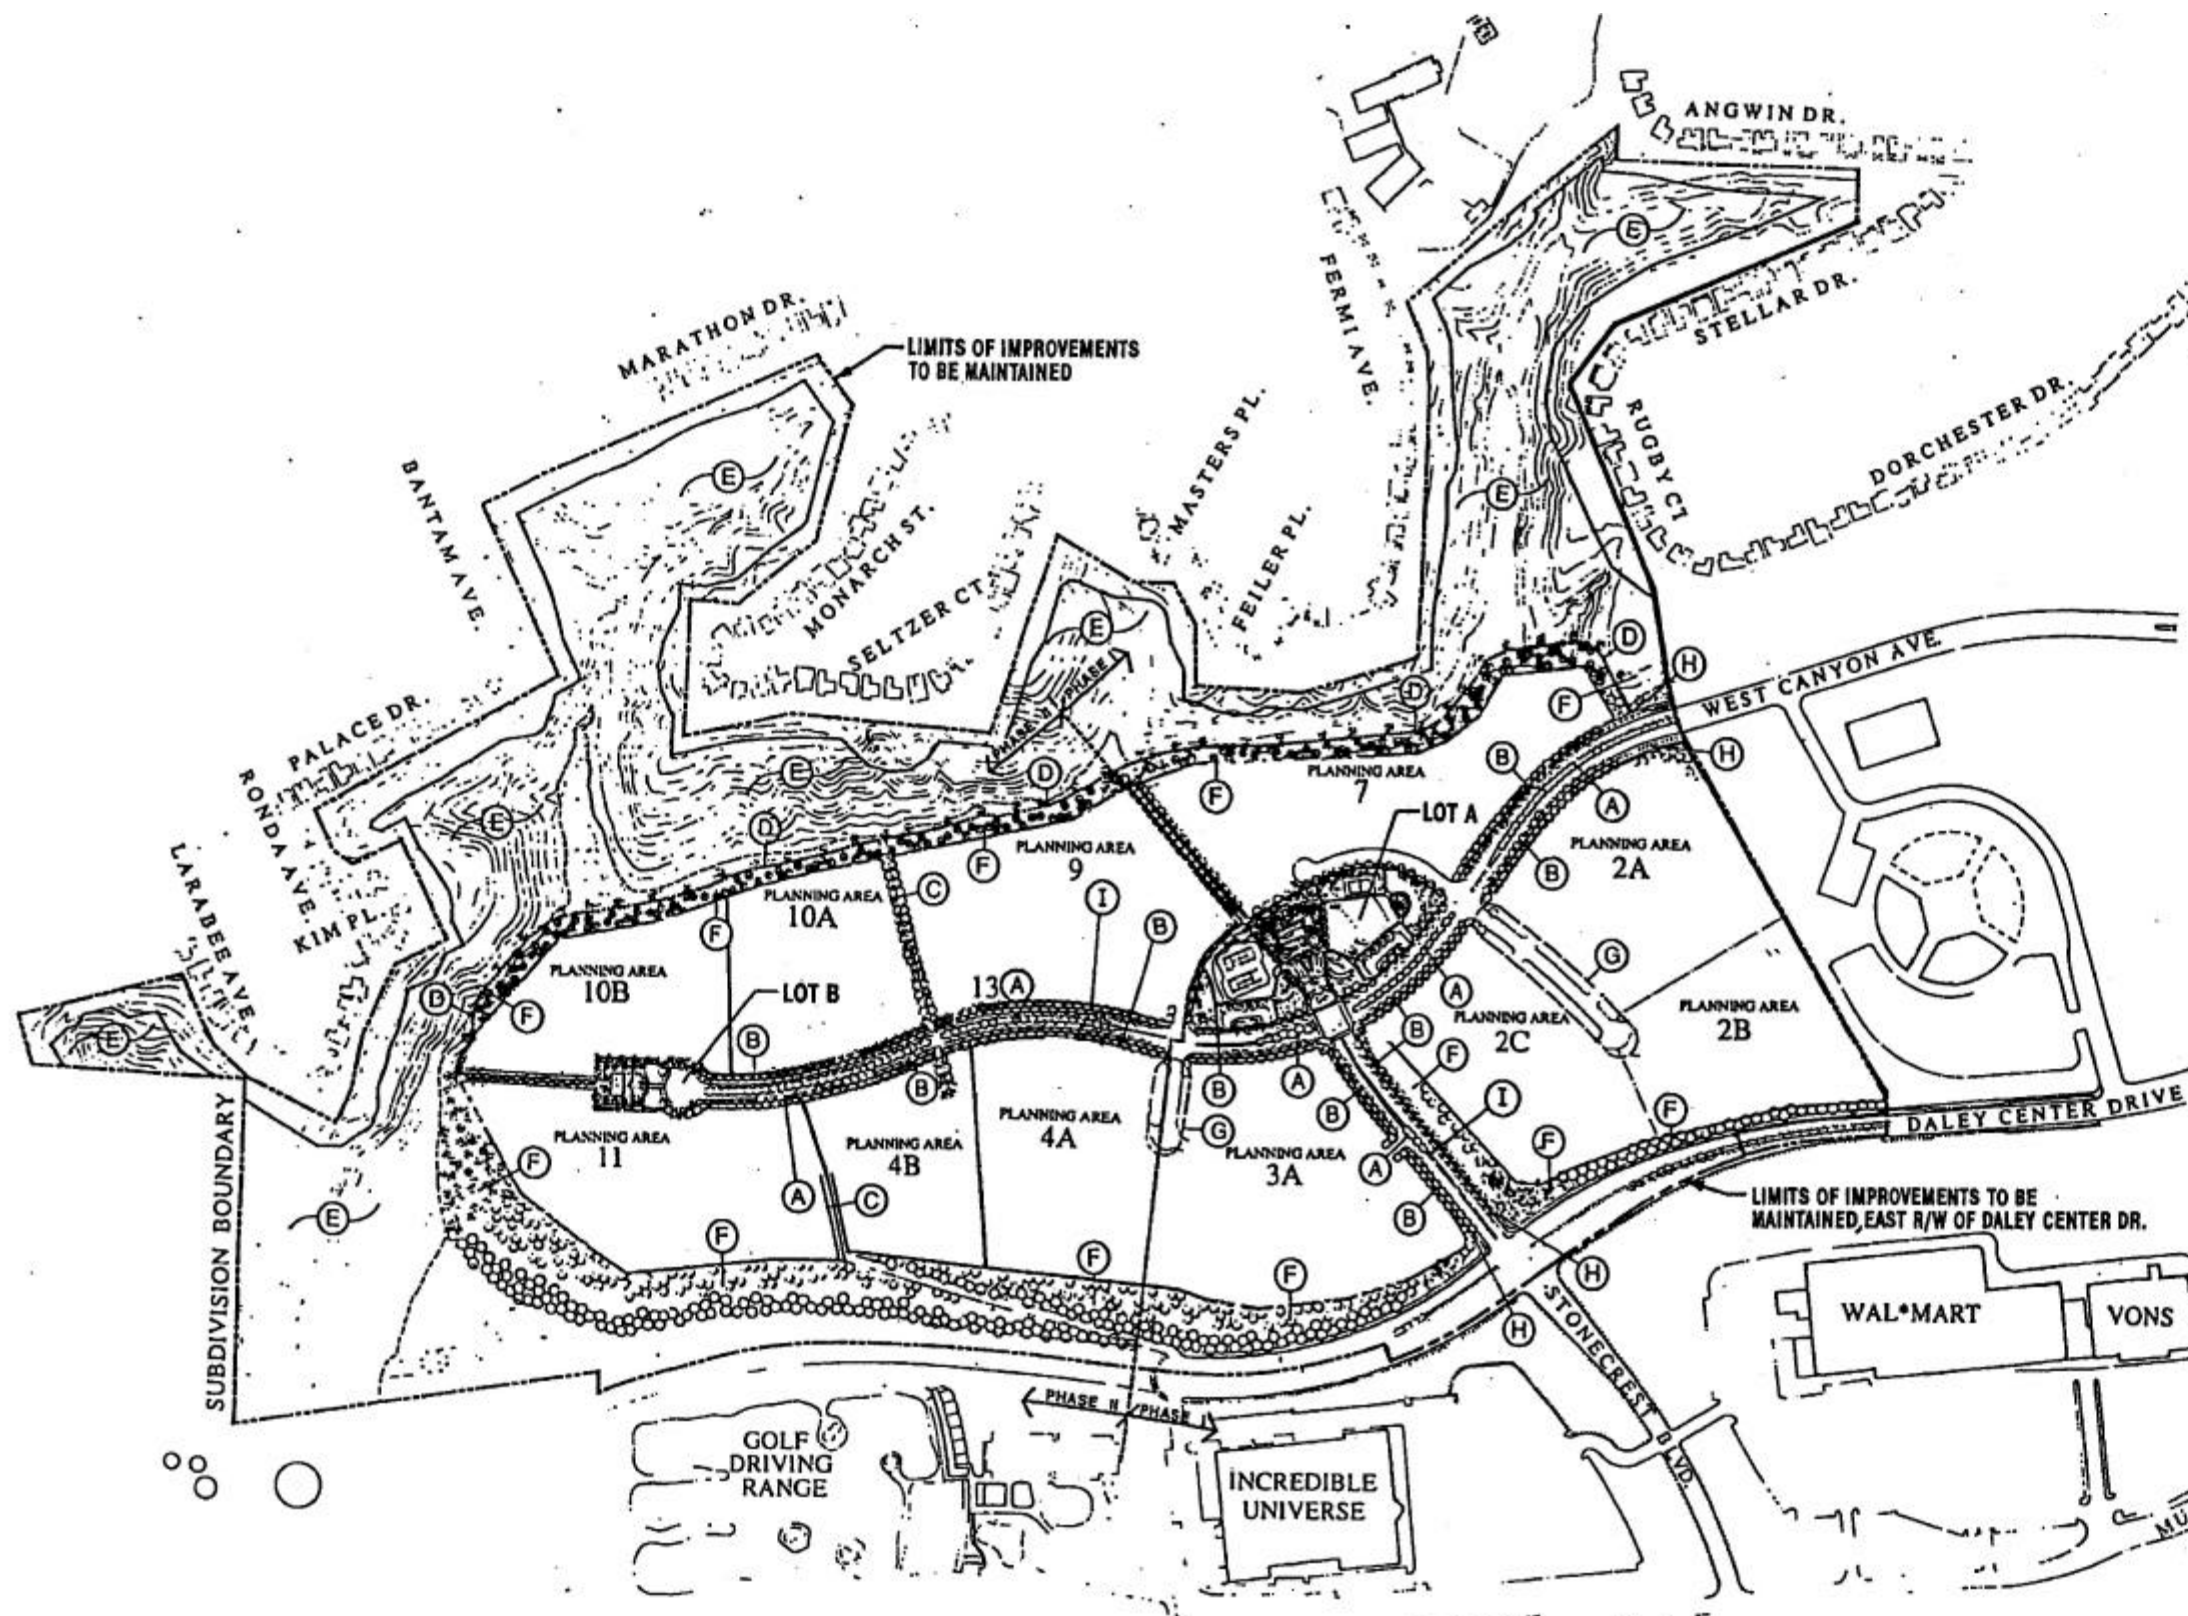 ANGWIN DR.
E
STELLAR DR.
FERMI AVE.
MARATHON DR.
LIMITS OF IMPROVEMENTS
TO BE MAINTAINED
DORCHESTER DR.
RUGBY CT
MASTERS PL.
BANTAM AVE.
E
E
MONARCH ST.
FEILER PL.
SELTZER CT.
E
D
H
WEST CANYON AVE.
PHASE II / PHASE I
D
F
PALACE DR.
B
H
E
D
PLANNING AREA
7
F
A
RONDA AVE.
E
D
LOT A
LARABEE AVE.
F
PLANNING AREA
9
PLANNING AREA
2A
B
C
PLANNING AREA
10A
I
KIM PL.
F
B
G
PLANNING AREA
10B
LOT B
13
A
A
D
F
PLANNING AREA
2C
PLANNING AREA
2B
E
B
B
F
B
A
B
I
B
F
DALEY CENTER DRIVE
SUBDIVISION BOUNDARY
PLANNING AREA
4A
G
B
PLANNING AREA
11
PLANNING AREA
4B
PLANNING AREA
3A
F
F
A
A
C
LIMITS OF IMPROVEMENTS TO BE
MAINTAINED, EAST R/W OF DALEY CENTER DR.
E
B
F
F
F
H
H
STONECREST BLVD.
WAL*MART
VONS
PHASE II / PHASE I
GOLF
DRIVING
RANGE
INCREDIBLE
UNIVERSE